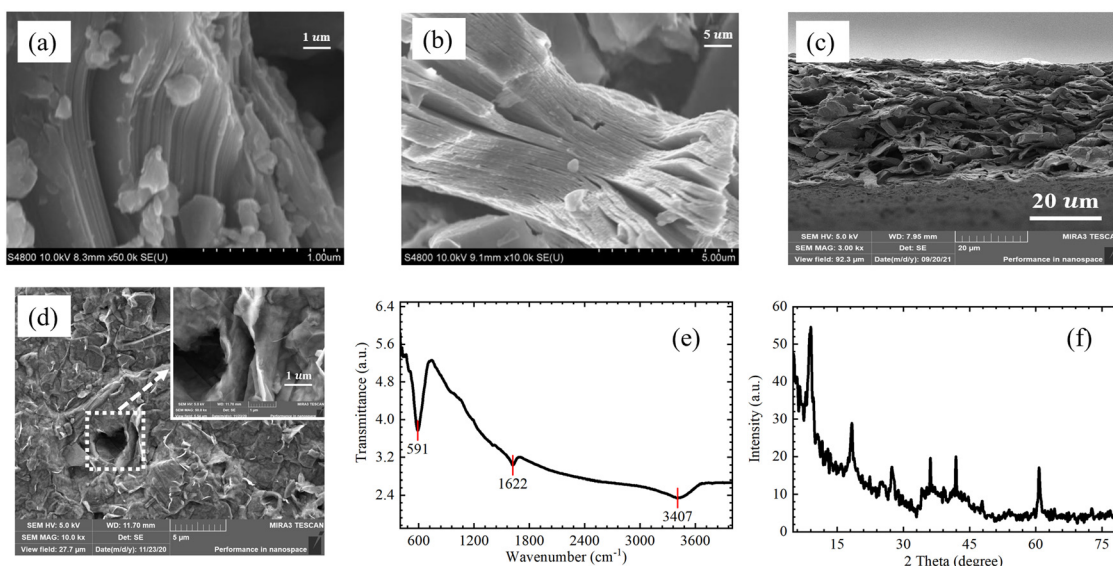 (a)
1 um
S4800 10.0kV 8.3mm x50.0k SE(U)
1.00um
(b)
5 um
S4800 10.0kV 9.1mm x10.0k SE(U)
5.00um
(c)
20 um
SEM HV: 5.0 kV WD: 7.95 mm MIRA3 TESCAN
SEM MAG: 3.00 kx Det: SE 20 µm
View field: 92.3 µm Date(m/d/y): 09/20/21 Performance in nanospace
(d)
1 um
MIRA3 TESCAN
SEM HV: 5.0 kV WD: 11.70 mm MIRA3 TESCAN
SEM MAG: 10.0 kx Det: SE 5 µm
View field: 27.7 µm Date(m/d/y): 11/23/20 Performance in nanospace
(e)
Transmittance (a.u.)
6.4
5.6
4.8
4.0
3.2
2.4
591
1622
3407
600 1200 1800 2400 3000 3600
Wavenumber (cm⁻¹)
(f)
Intensity (a.u.)
60
50
40
30
20
10
0
15 30 45 60 75
2 Theta (degree)